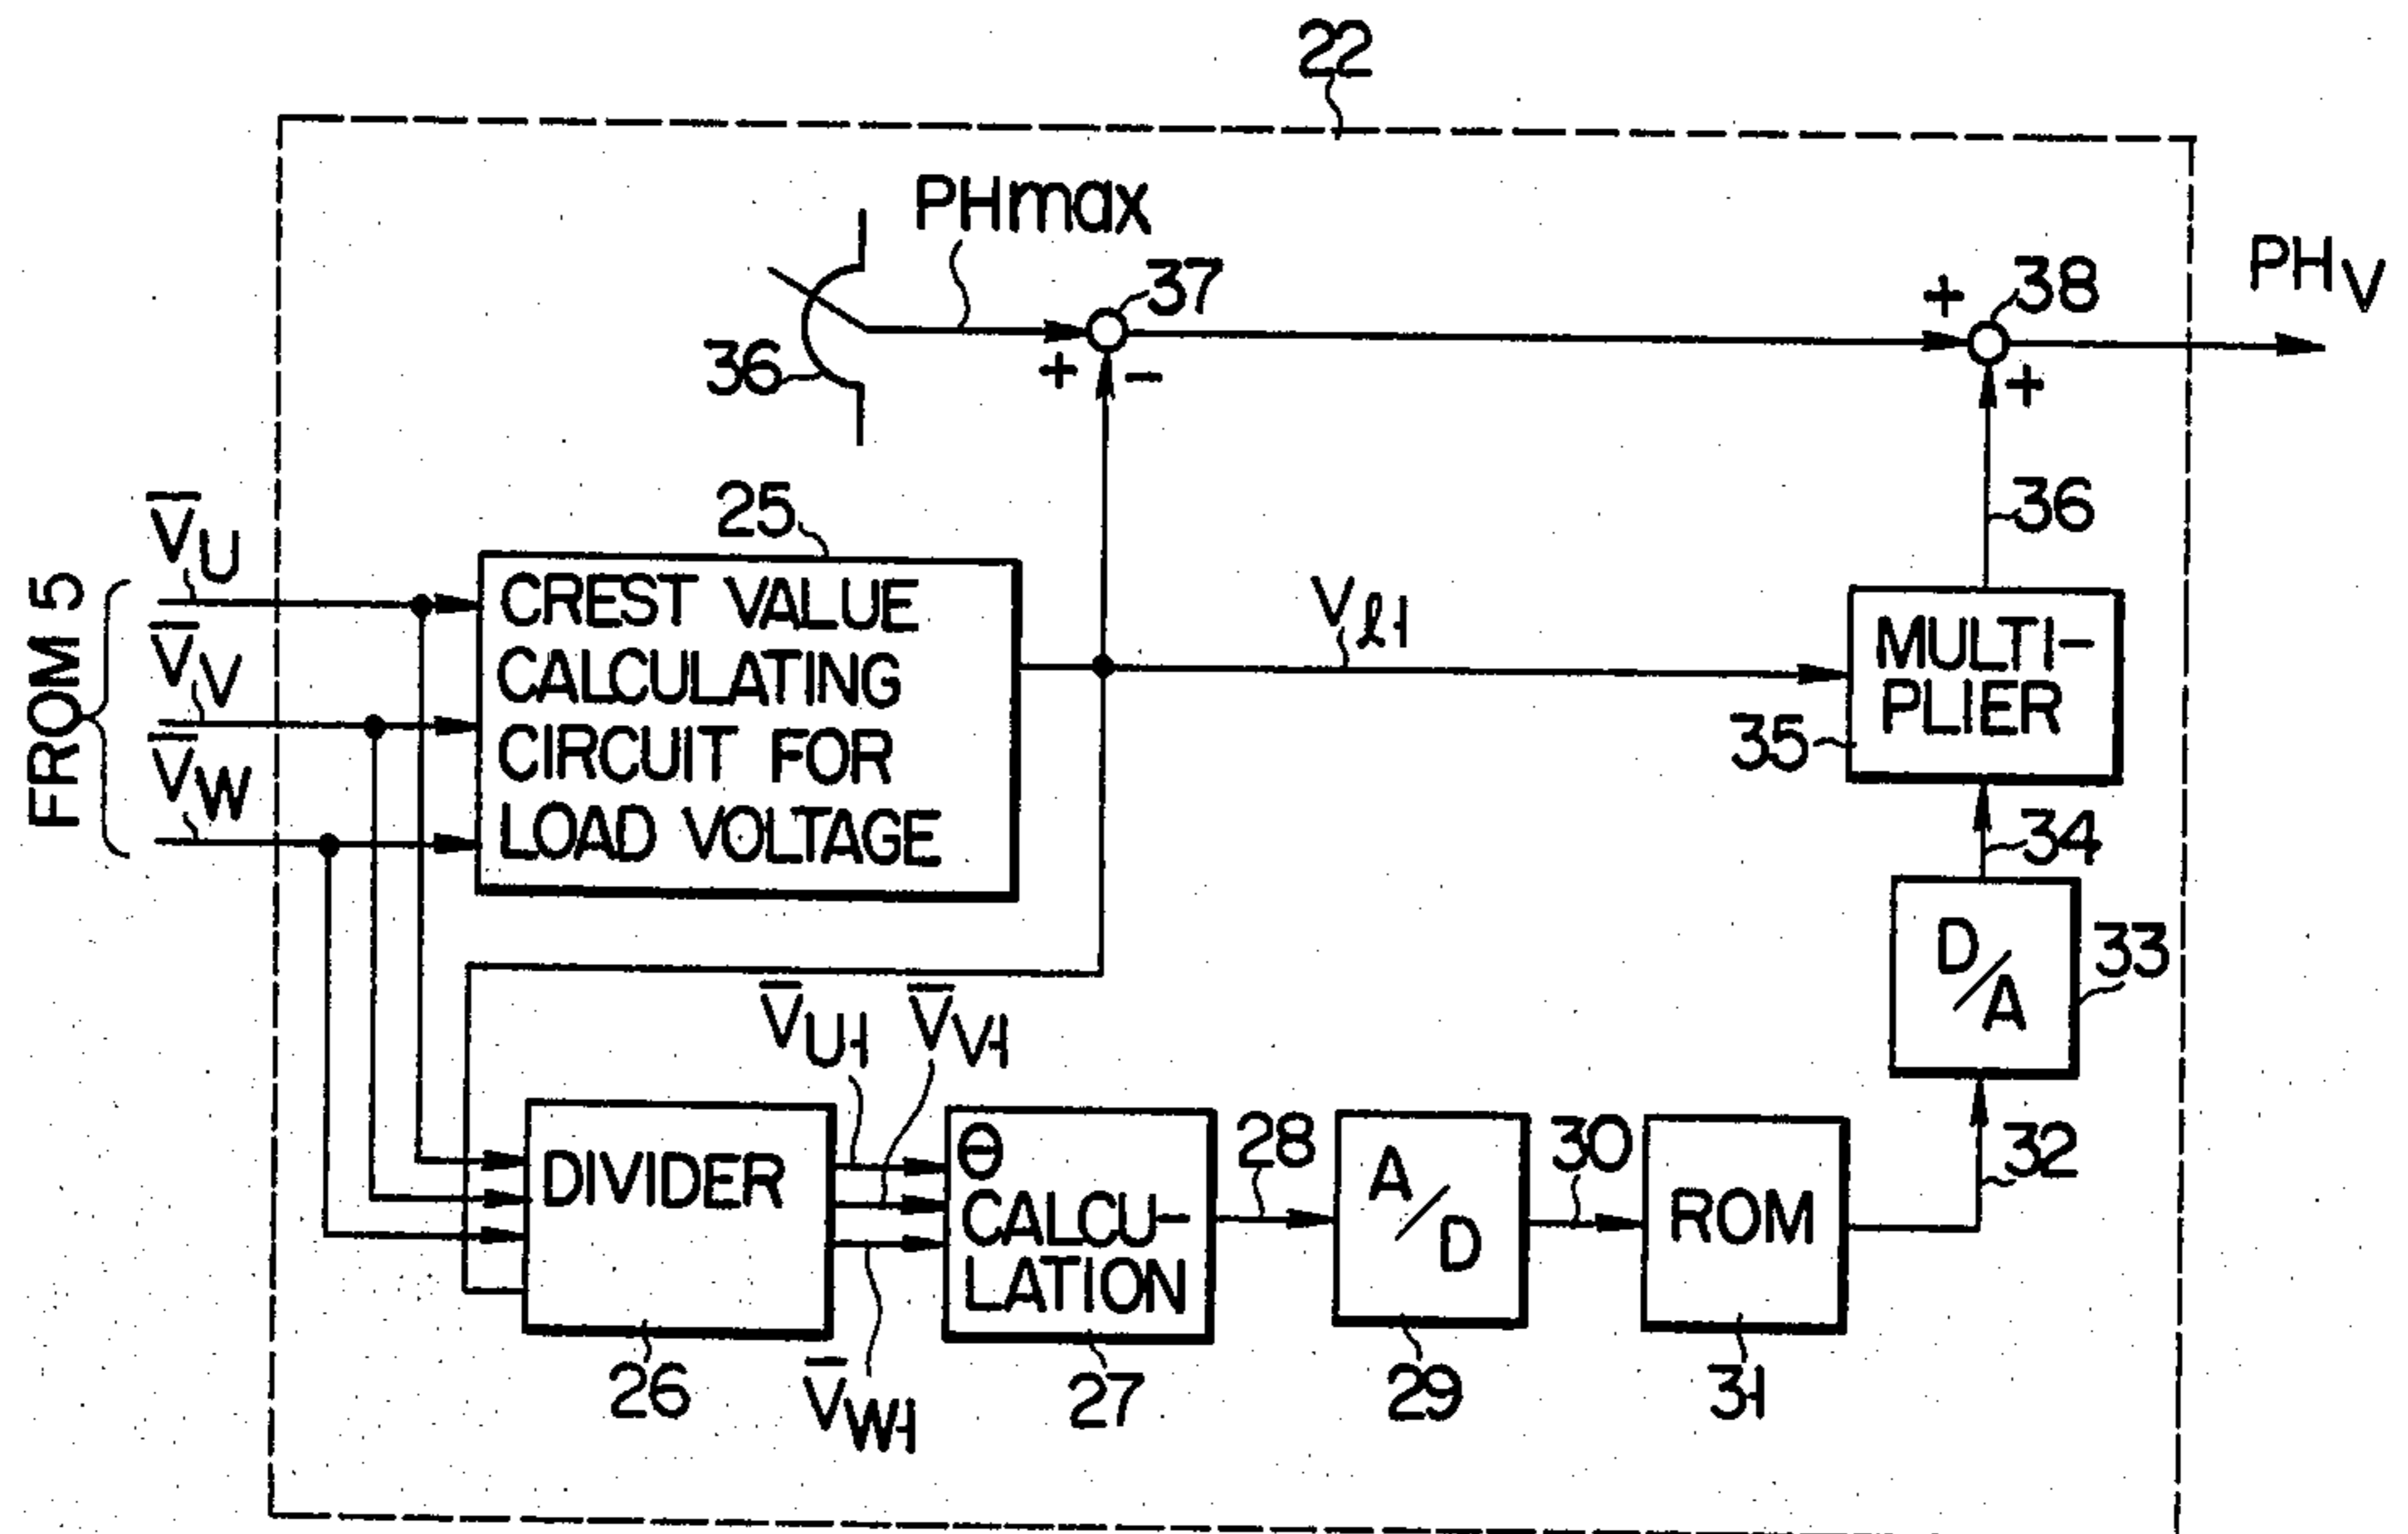 22
PHmax
37
+
-
36
+
38
+
PHV
36
25
V̅U
V̅V
V̅W
FROM 5
CREST VALUE
CALCULATING
CIRCUIT FOR
LOAD VOLTAGE
Vℓ1
MULTI-
PLIER
35
34
D/A
33
V̅U1
V̅V1
V̅W1
DIVIDER
26
θ
CALCU-
LATION
27
28
A/D
29
30
ROM
31
32